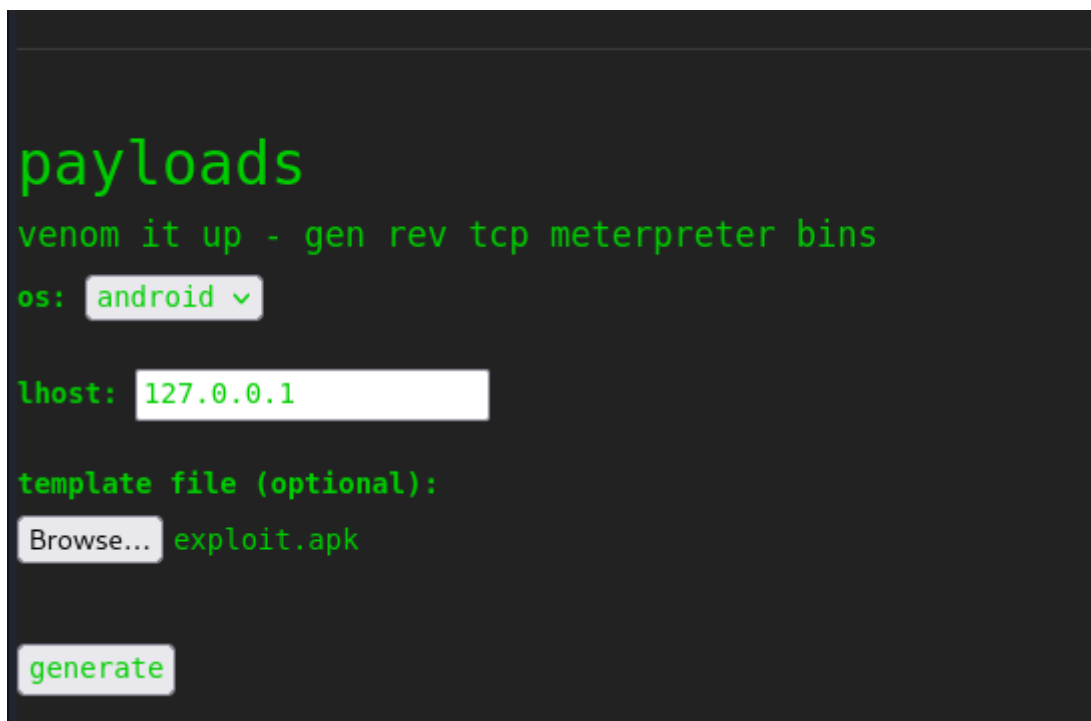 payloads
venom it up - gen rev tcp meterpreter bins
os: android
lhost: 127.0.0.1
template file (optional):
Browse... exploit.apk
generate